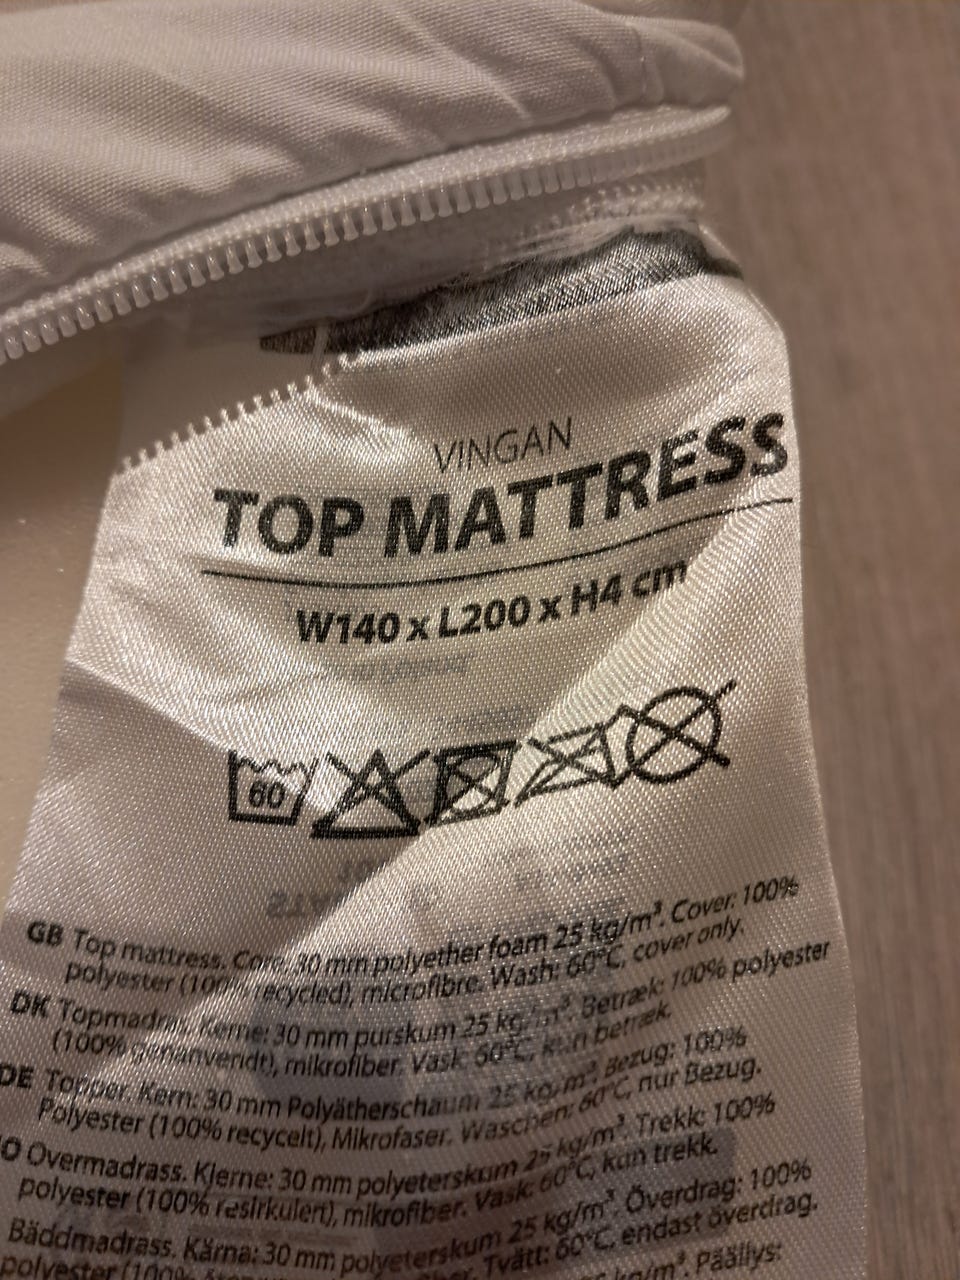 VINGAN
TOP MATTRESS
W140 x L200 x H4 cm
60
GB Top mattress. Core: 30 mm polyether foam 25 kg/m³. Cover: 100%
polyester (100% recycled), microfibre. Wash: 60°C, cover only.
DK Topmadras. Kerne: 30 mm purskum 25 kg/m³. Betræk: 100% polyester
(100% genanvendt), mikrofiber. Vask: 60°C, kun betræk.
DE Topper. Kern: 30 mm Polyätherschaum 25 kg/m³. Bezug: 100%
Polyester (100% recycelt), Mikrofaser. Waschen: 60°C, nur Bezug.
O Overmadrass. Kjerne: 30 mm polyeterskum 25 kg/m³. Trekk: 100%
polyester (100% resirkulert), mikrofiber. Vask: 60°C, kun trekk.
Bäddmadrass. Kärna: 30 mm polyeterskum 25 kg/m³. Överdrag: 100%
polyester (100% Tvätt: 60°C, endast överdrag.
kg/m³. Päällys: